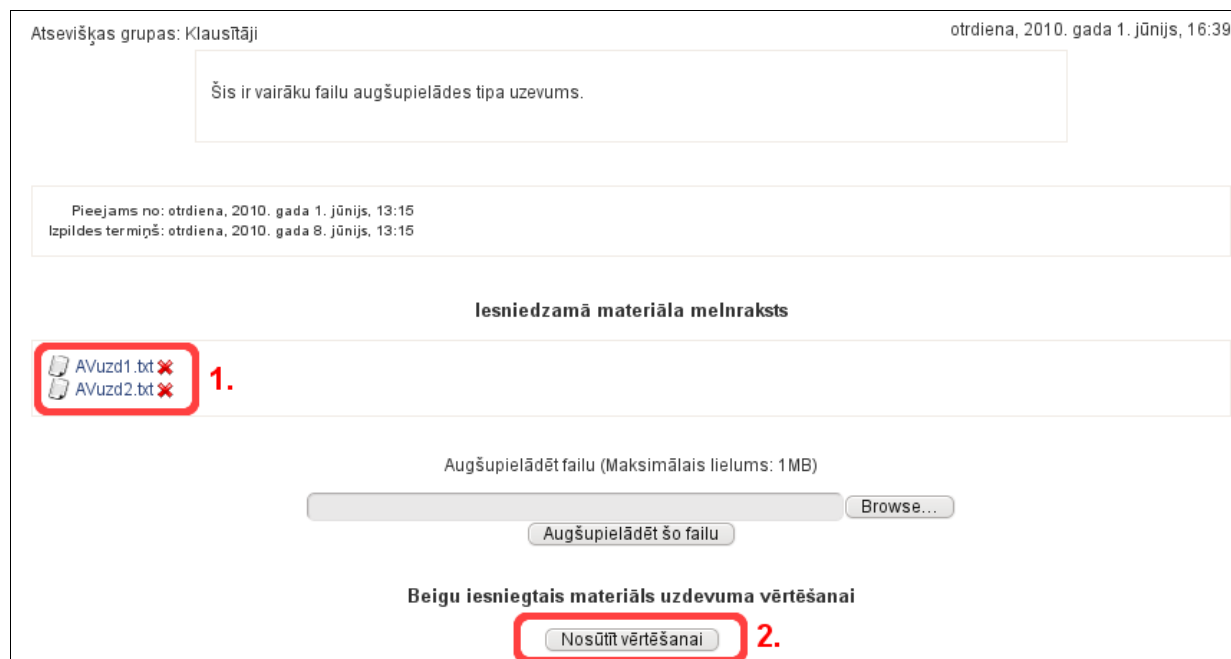 Atsevišķas grupas: Klausītāji
otrdiena, 2010. gada 1. jūnijs, 16:39
Šis ir vairāku failu augšupielādes tipa uzevums.
Pieejams no: otrdiena, 2010. gada 1. jūnijs, 13:15
Izpildes termiņš: otrdiena, 2010. gada 8. jūnijs, 13:15
Iesniedzamā materiāla melnraksts
AVuzd1.txt
1.
AVuzd2.txt
Augšupielādēt failu (Maksimālais lielums: 1MB)
Browse...
Augšupielādēt šo failu
Beigu iesniegtais materiāls uzdevuma vērtēšanai
Nosūtīt vērtēšanai 2.